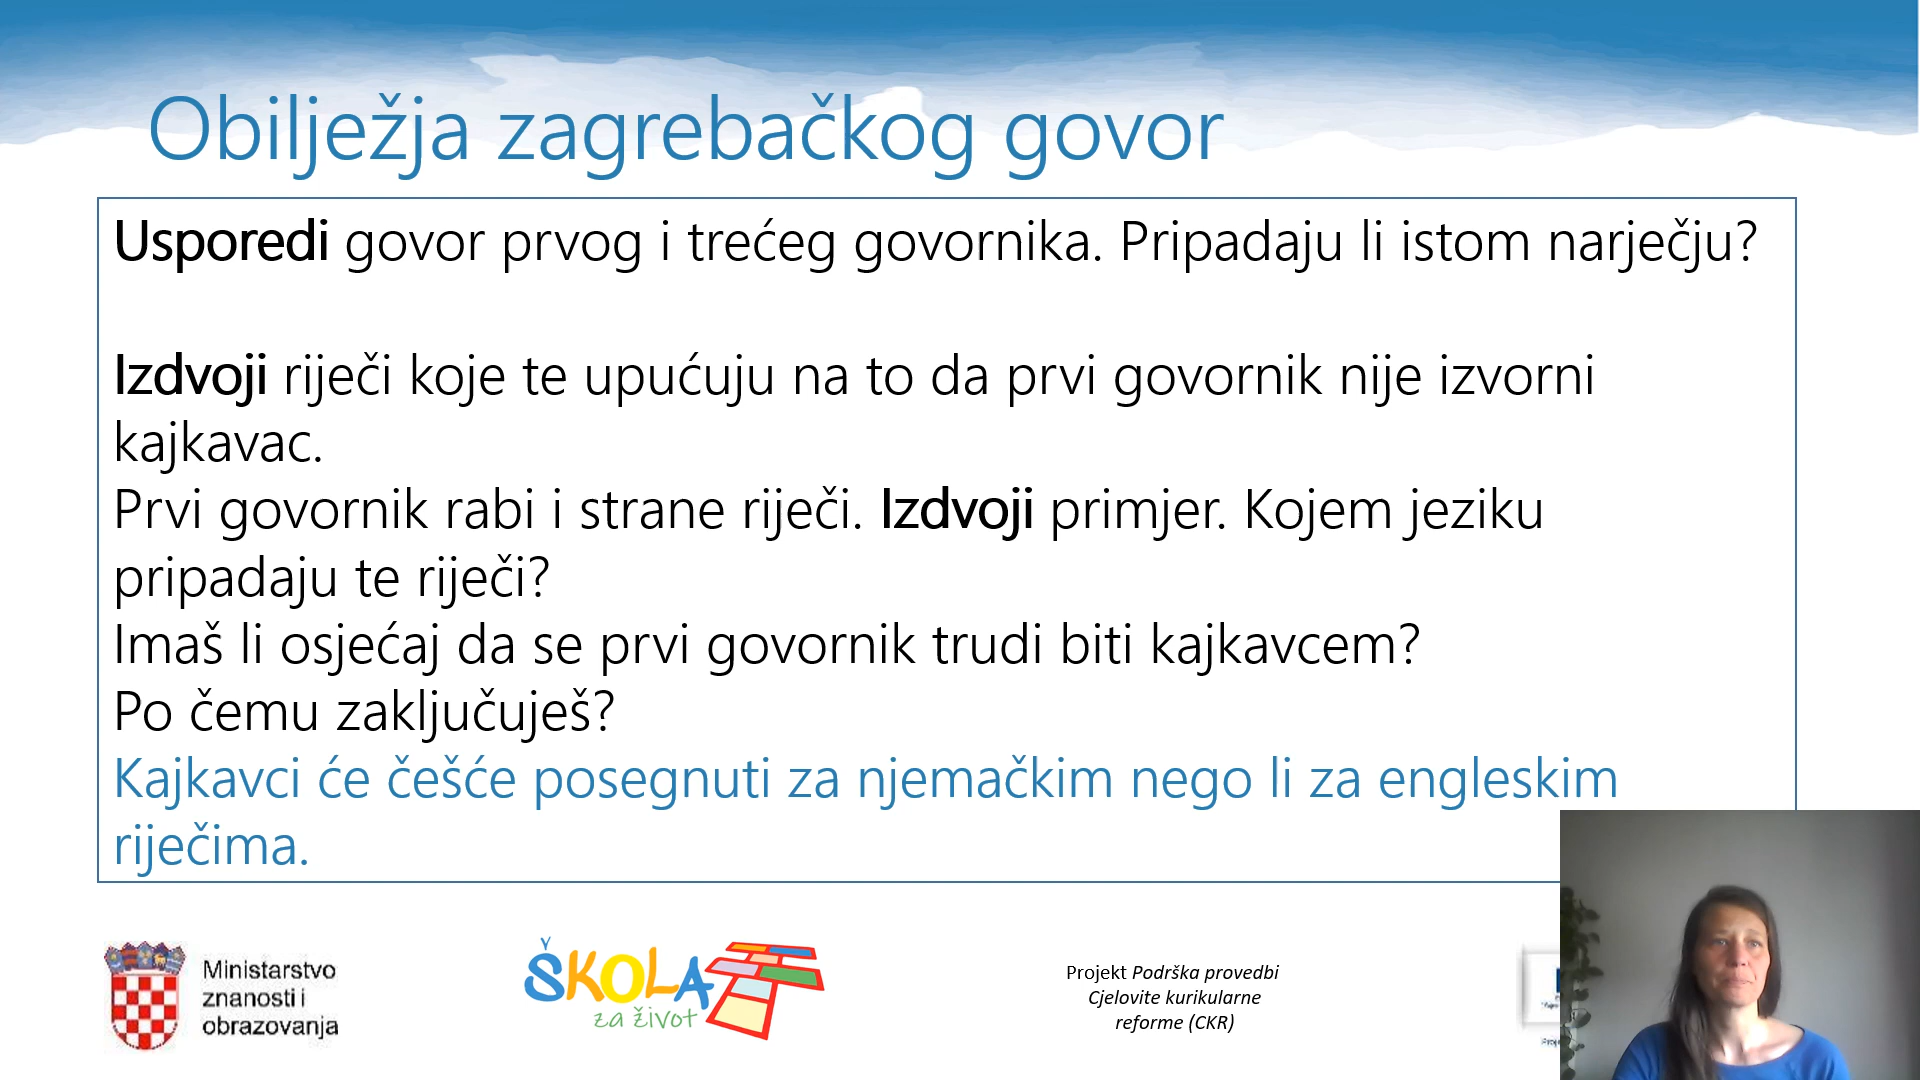 Obilježja zagrebačkog govor
Usporedi govor prvog i trećeg govornika. Pripadaju li istom narječju?
Izdvoji riječi koje te upućuju na to da prvi govornik nije izvorni
kajkavac.
Prvi govornik rabi i strane riječi. Izdvoji primjer. Kojem jeziku
pripadaju te riječi?
Imaš li osjećaj da se prvi govornik trudi biti kajkavcem?
Po čemu zaključuješ?
Kajkavci će češće posegnuti za njemačkim nego li za engleskim
riječima.
Ministarstvo
znanosti i
obrazovanja
ŠKOLA
za život
Projekt Podrška provedbi
Cjelovite kurikularne
reforme (CKR)